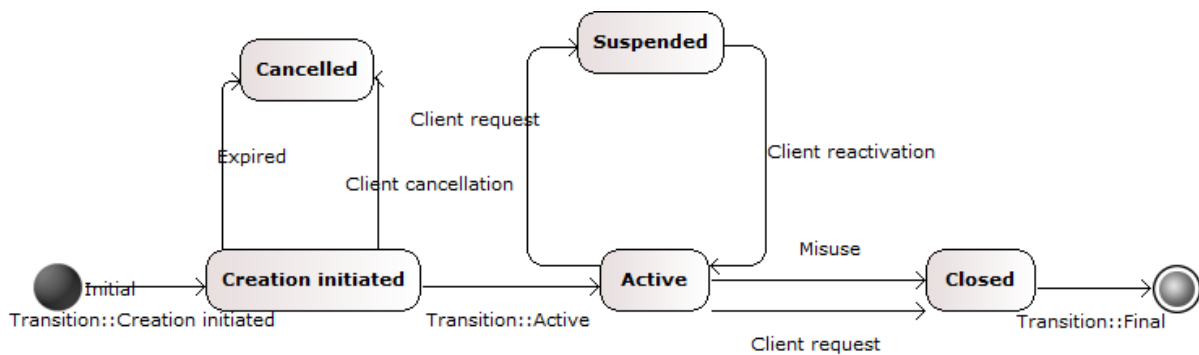 Suspended
Cancelled
Client request
Expired
Client reactivation
Client cancellation
Misuse
Creation initiated
Active
Closed
Initial
Transition::Creation initiated
Transition::Active
Transition::Final
Client request